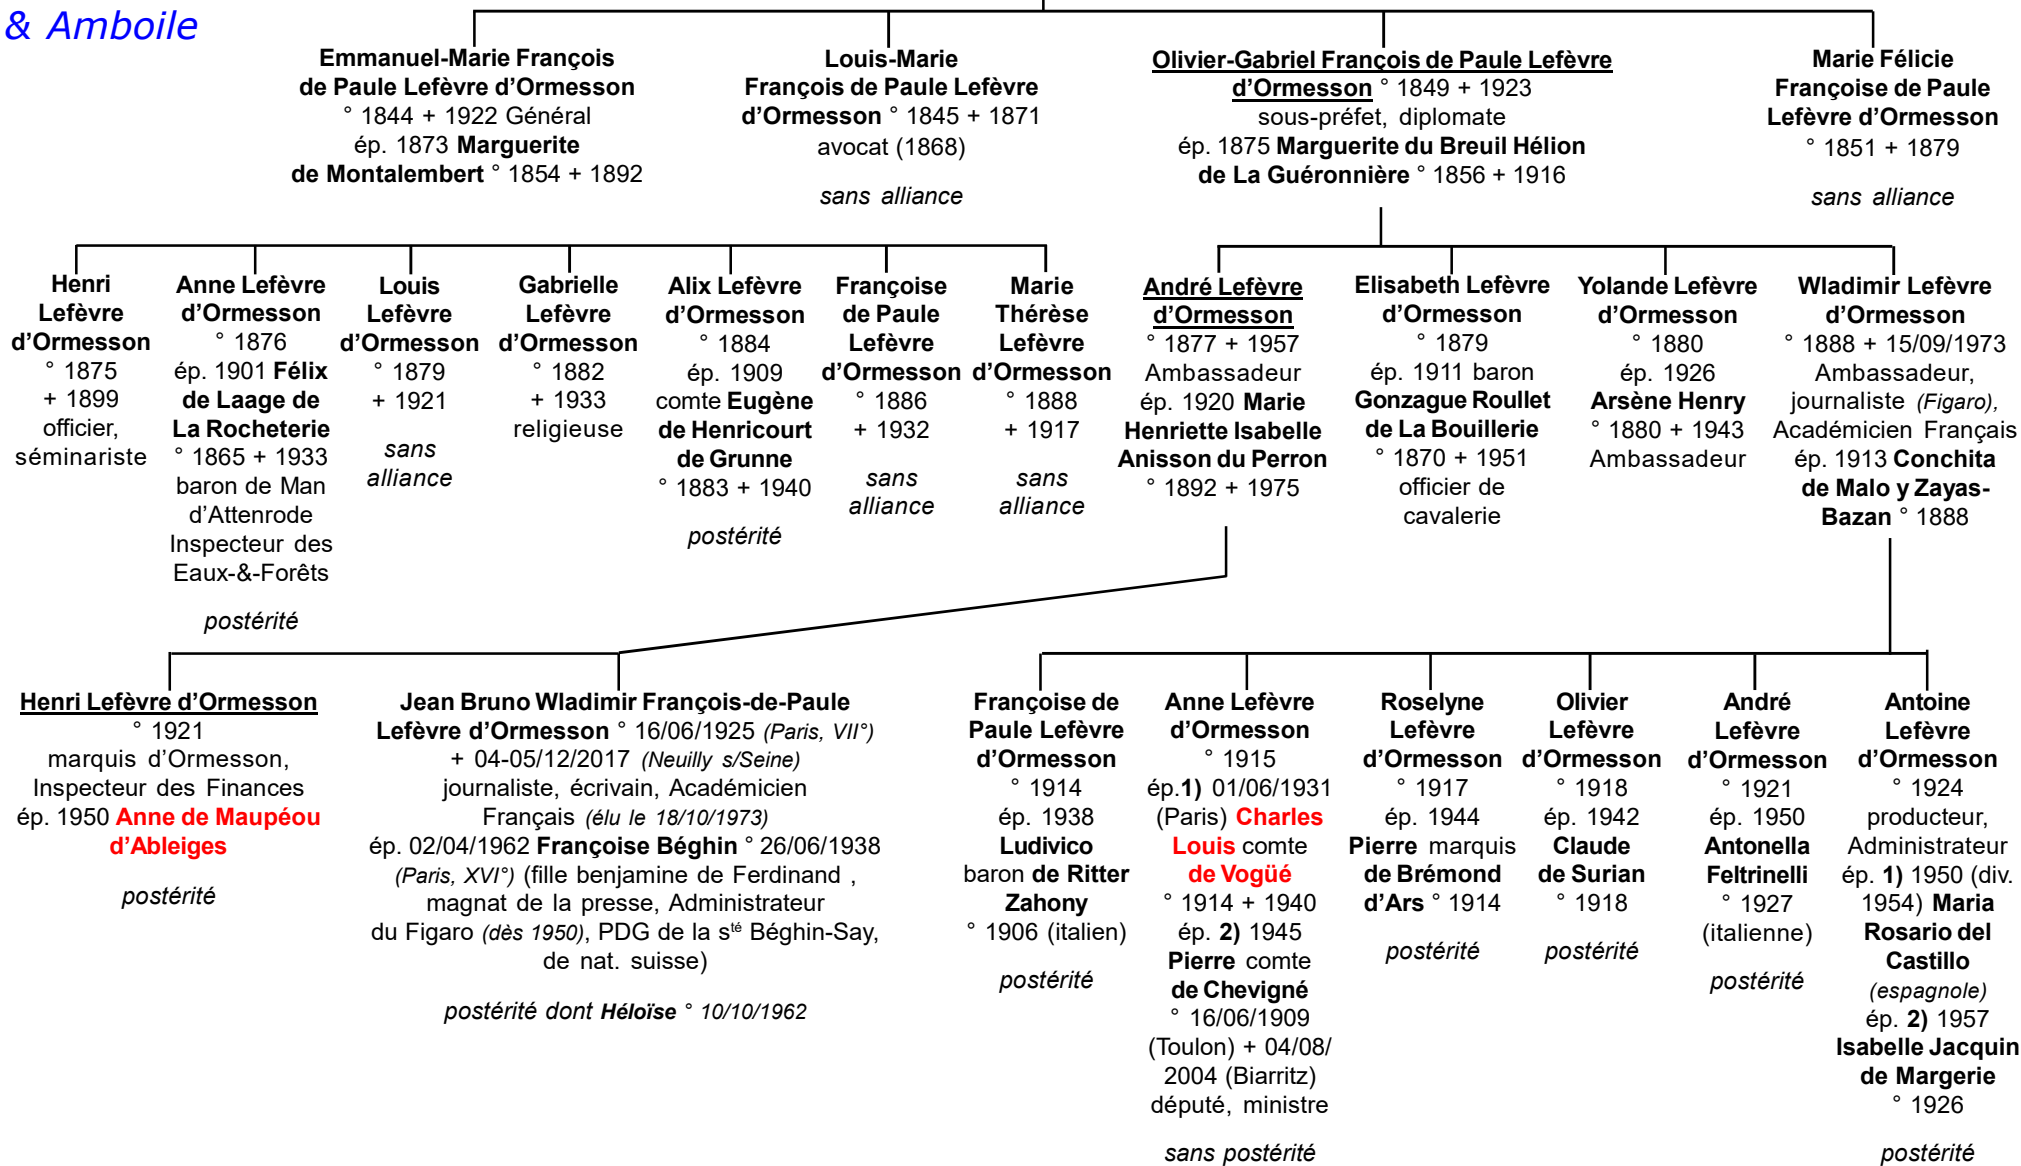 & Amboile
Emmanuel-Marie François
de Paule Lefèvre d’Ormesson
° 1844 + 1922 Général
ép. 1873 Marguerite
de Montalembert ° 1854 + 1892
Louis-Marie
François de Paule Lefèvre
d’Ormesson ° 1845 + 1871
avocat (1868)
sans alliance
Olivier-Gabriel François de Paule Lefèvre
d’Ormesson ° 1849 + 1923
sous-préfet, diplomate
ép. 1875 Marguerite du Breuil Hélion
de La Guéronnière ° 1856 + 1916
Marie Félicie
Françoise de Paule
Lefèvre d’Ormesson
° 1851 + 1879
sans alliance
Henri
Lefèvre
d’Ormesson
° 1875
+ 1899
officier,
séminariste
Anne Lefèvre
d’Ormesson
° 1876
ép. 1901 Félix
de Laage de
La Rocheterie
° 1865 + 1933
baron de Man
d’Attenrode
Inspecteur des
Eaux-&-Forêts
postérité
Louis
Lefèvre
d’Ormesson
° 1879
+ 1921
sans
alliance
Gabrielle
Lefèvre
d’Ormesson
° 1882
+ 1933
religieuse
Alix Lefèvre
d’Ormesson
° 1884
ép. 1909
comte Eugène
de Henricourt
de Grunne
° 1883 + 1940
postérité
Françoise
de Paule
Lefèvre
d’Ormesson
° 1886
+ 1932
sans
alliance
Marie
Thérèse
Lefèvre
d’Ormesson
° 1888
+ 1917
sans
alliance
André Lefèvre
d’Ormesson
° 1877 + 1957
Ambassadeur
ép. 1920 Marie
Henriette Isabelle
Anisson du Perron
° 1892 + 1975
Elisabeth Lefèvre
d’Ormesson
° 1879
ép. 1911 baron
Gonzague Roullet
de La Bouillerie
° 1870 + 1951
officier de
cavalerie
Yolande Lefèvre
d’Ormesson
° 1880
ép. 1926
Arsène Henry
° 1880 + 1943
Ambassadeur
Wladimir Lefèvre
d’Ormesson
° 1888 + 15/09/1973
Ambassadeur,
journaliste (Figaro),
Académicien Français
ép. 1913 Conchita
de Malo y Zayas-
Bazan ° 1888
Henri Lefèvre d’Ormesson
° 1921
marquis d’Ormesson,
Inspecteur des Finances
ép. 1950 Anne de Maupéou
d’Ableiges
postérité
Jean Bruno Wladimir François-de-Paule
Lefèvre d’Ormesson ° 16/06/1925 (Paris, VII°)
+ 04-05/12/2017 (Neuilly s/Seine)
journaliste, écrivain, Académicien
Français (élu le 18/10/1973)
ép. 02/04/1962 Françoise Béghin ° 26/06/1938
(Paris, XVI°) (fille benjamine de Ferdinand ,
magnat de la presse, Administrateur
du Figaro (dès 1950), PDG de la sté Béghin-Say,
de nat. suisse)
postérité dont Héloïse ° 10/10/1962
Françoise de
Paule Lefèvre
d’Ormesson
° 1914
ép. 1938
Ludivico
baron de Ritter
Zahony
° 1906 (italien)
postérité
Anne Lefèvre
d’Ormesson
° 1915
ép.1) 01/06/1931
(Paris) Charles
Louis comte
de Vogüé
° 1914 + 1940
ép. 2) 1945
Pierre comte
de Chevigné
° 16/06/1909
(Toulon) + 04/08/
2004 (Biarritz)
député, ministre
sans postérité
Roselyne
Lefèvre
d’Ormesson
° 1917
ép. 1944
Pierre marquis
de Brémond
d’Ars ° 1914
postérité
Olivier
Lefèvre
d’Ormesson
° 1918
ép. 1942
Claude
de Surian
° 1918
postérité
André
Lefèvre
d’Ormesson
° 1921
ép. 1950
Antonella
Feltrinelli
° 1927
(italienne)
postérité
Antoine
Lefèvre
d’Ormesson
° 1924
producteur,
Administrateur
ép. 1) 1950 (div.
1954) Maria
Rosario del
Castillo
(espagnole)
ép. 2) 1957
Isabelle Jacquin
de Margerie
° 1926
postérité